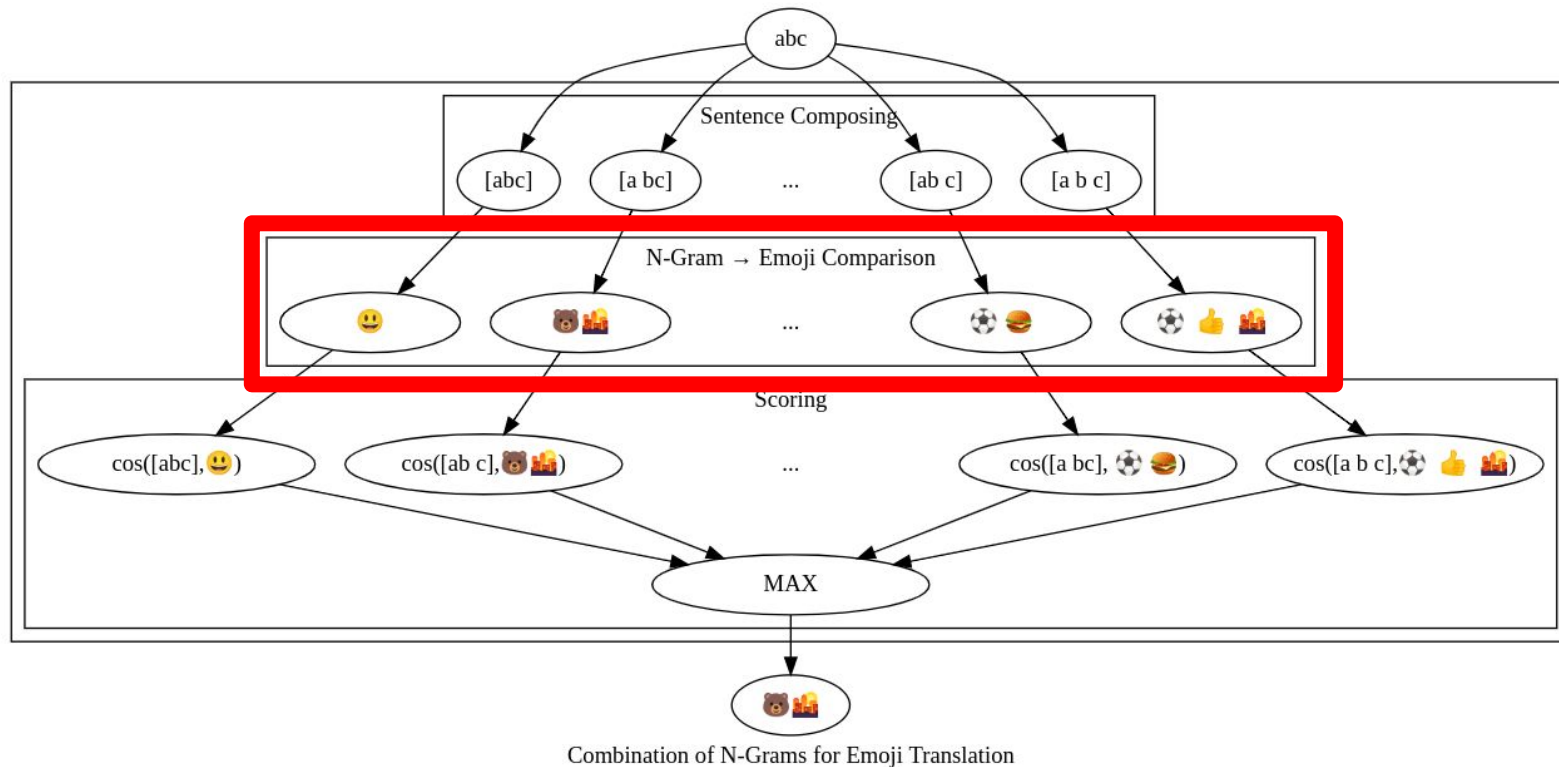 abc
Sentence Composing
[abc] [a bc] ... [ab c] [a b c]
N-Gram → Emoji Comparison
😃 🐻🌇 ... ⚽ 🍔 ⚽ 👍 🌇
Scoring
cos([abc],😃) cos([ab c],🐻🌇) ... cos([a bc], ⚽ 🍔) cos([a b c],⚽ 👍 🌇)
MAX
🐻🌇
Combination of N-Grams for Emoji Translation